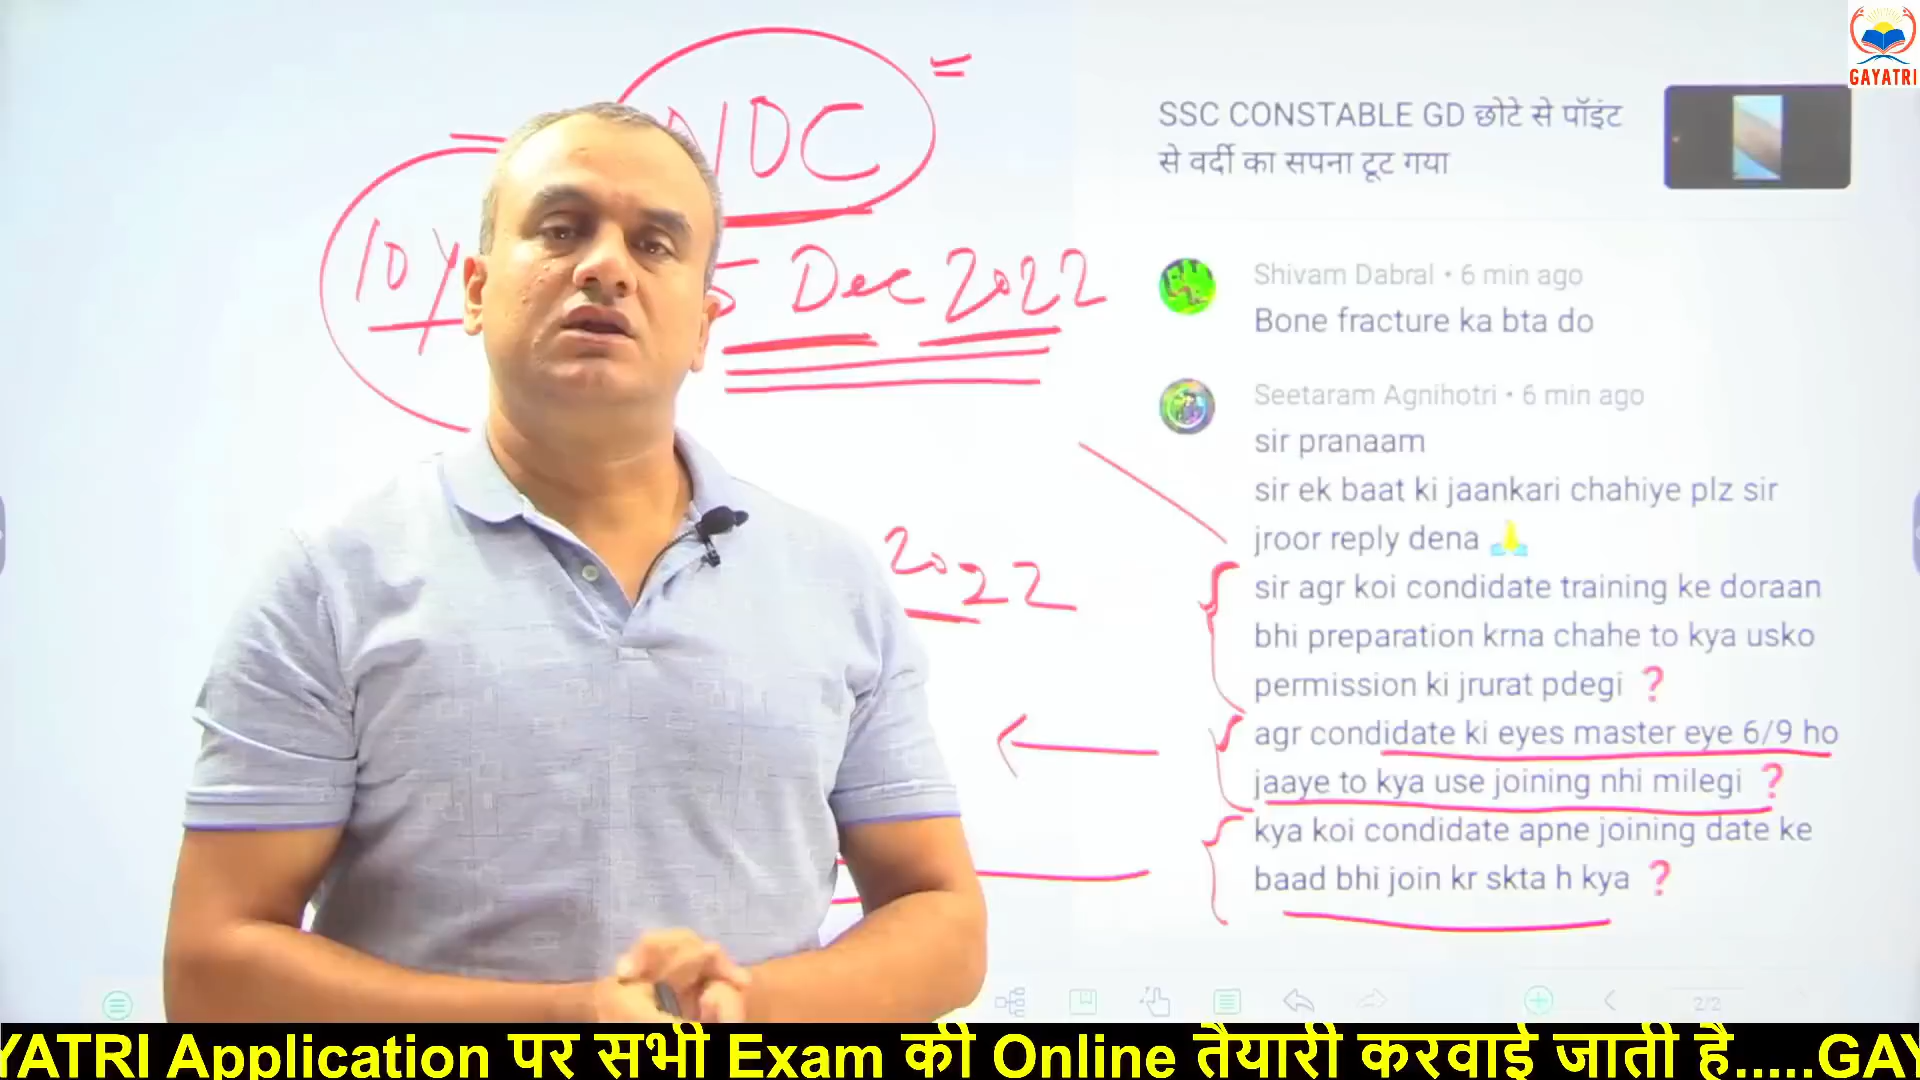 GAYATRI
SSC CONSTABLE GD छोटे से पॉइंट
से वर्दी का सपना टूट गया
Shivam Dabral • 6 min ago
Bone fracture ka bta do
Seetaram Agnihotri • 6 min ago
sir pranaam
sir ek baat ki jaankari chahiye plz sir
jroor reply dena 🙏
sir agr koi condidate training ke doraan
bhi preparation krna chahe to kya usko
permission ki jrurat pdegi ❓
agr condidate ki eyes master eye 6/9 ho
jaaye to kya use joining nhi milegi ❓
kya koi condidate apne joining date ke
baad bhi join kr skta h kya ❓
10
Dec 2022
2022
2/2
YATRI Application पर सभी Exam की Online तैयारी करवाई जाती है.....GAY